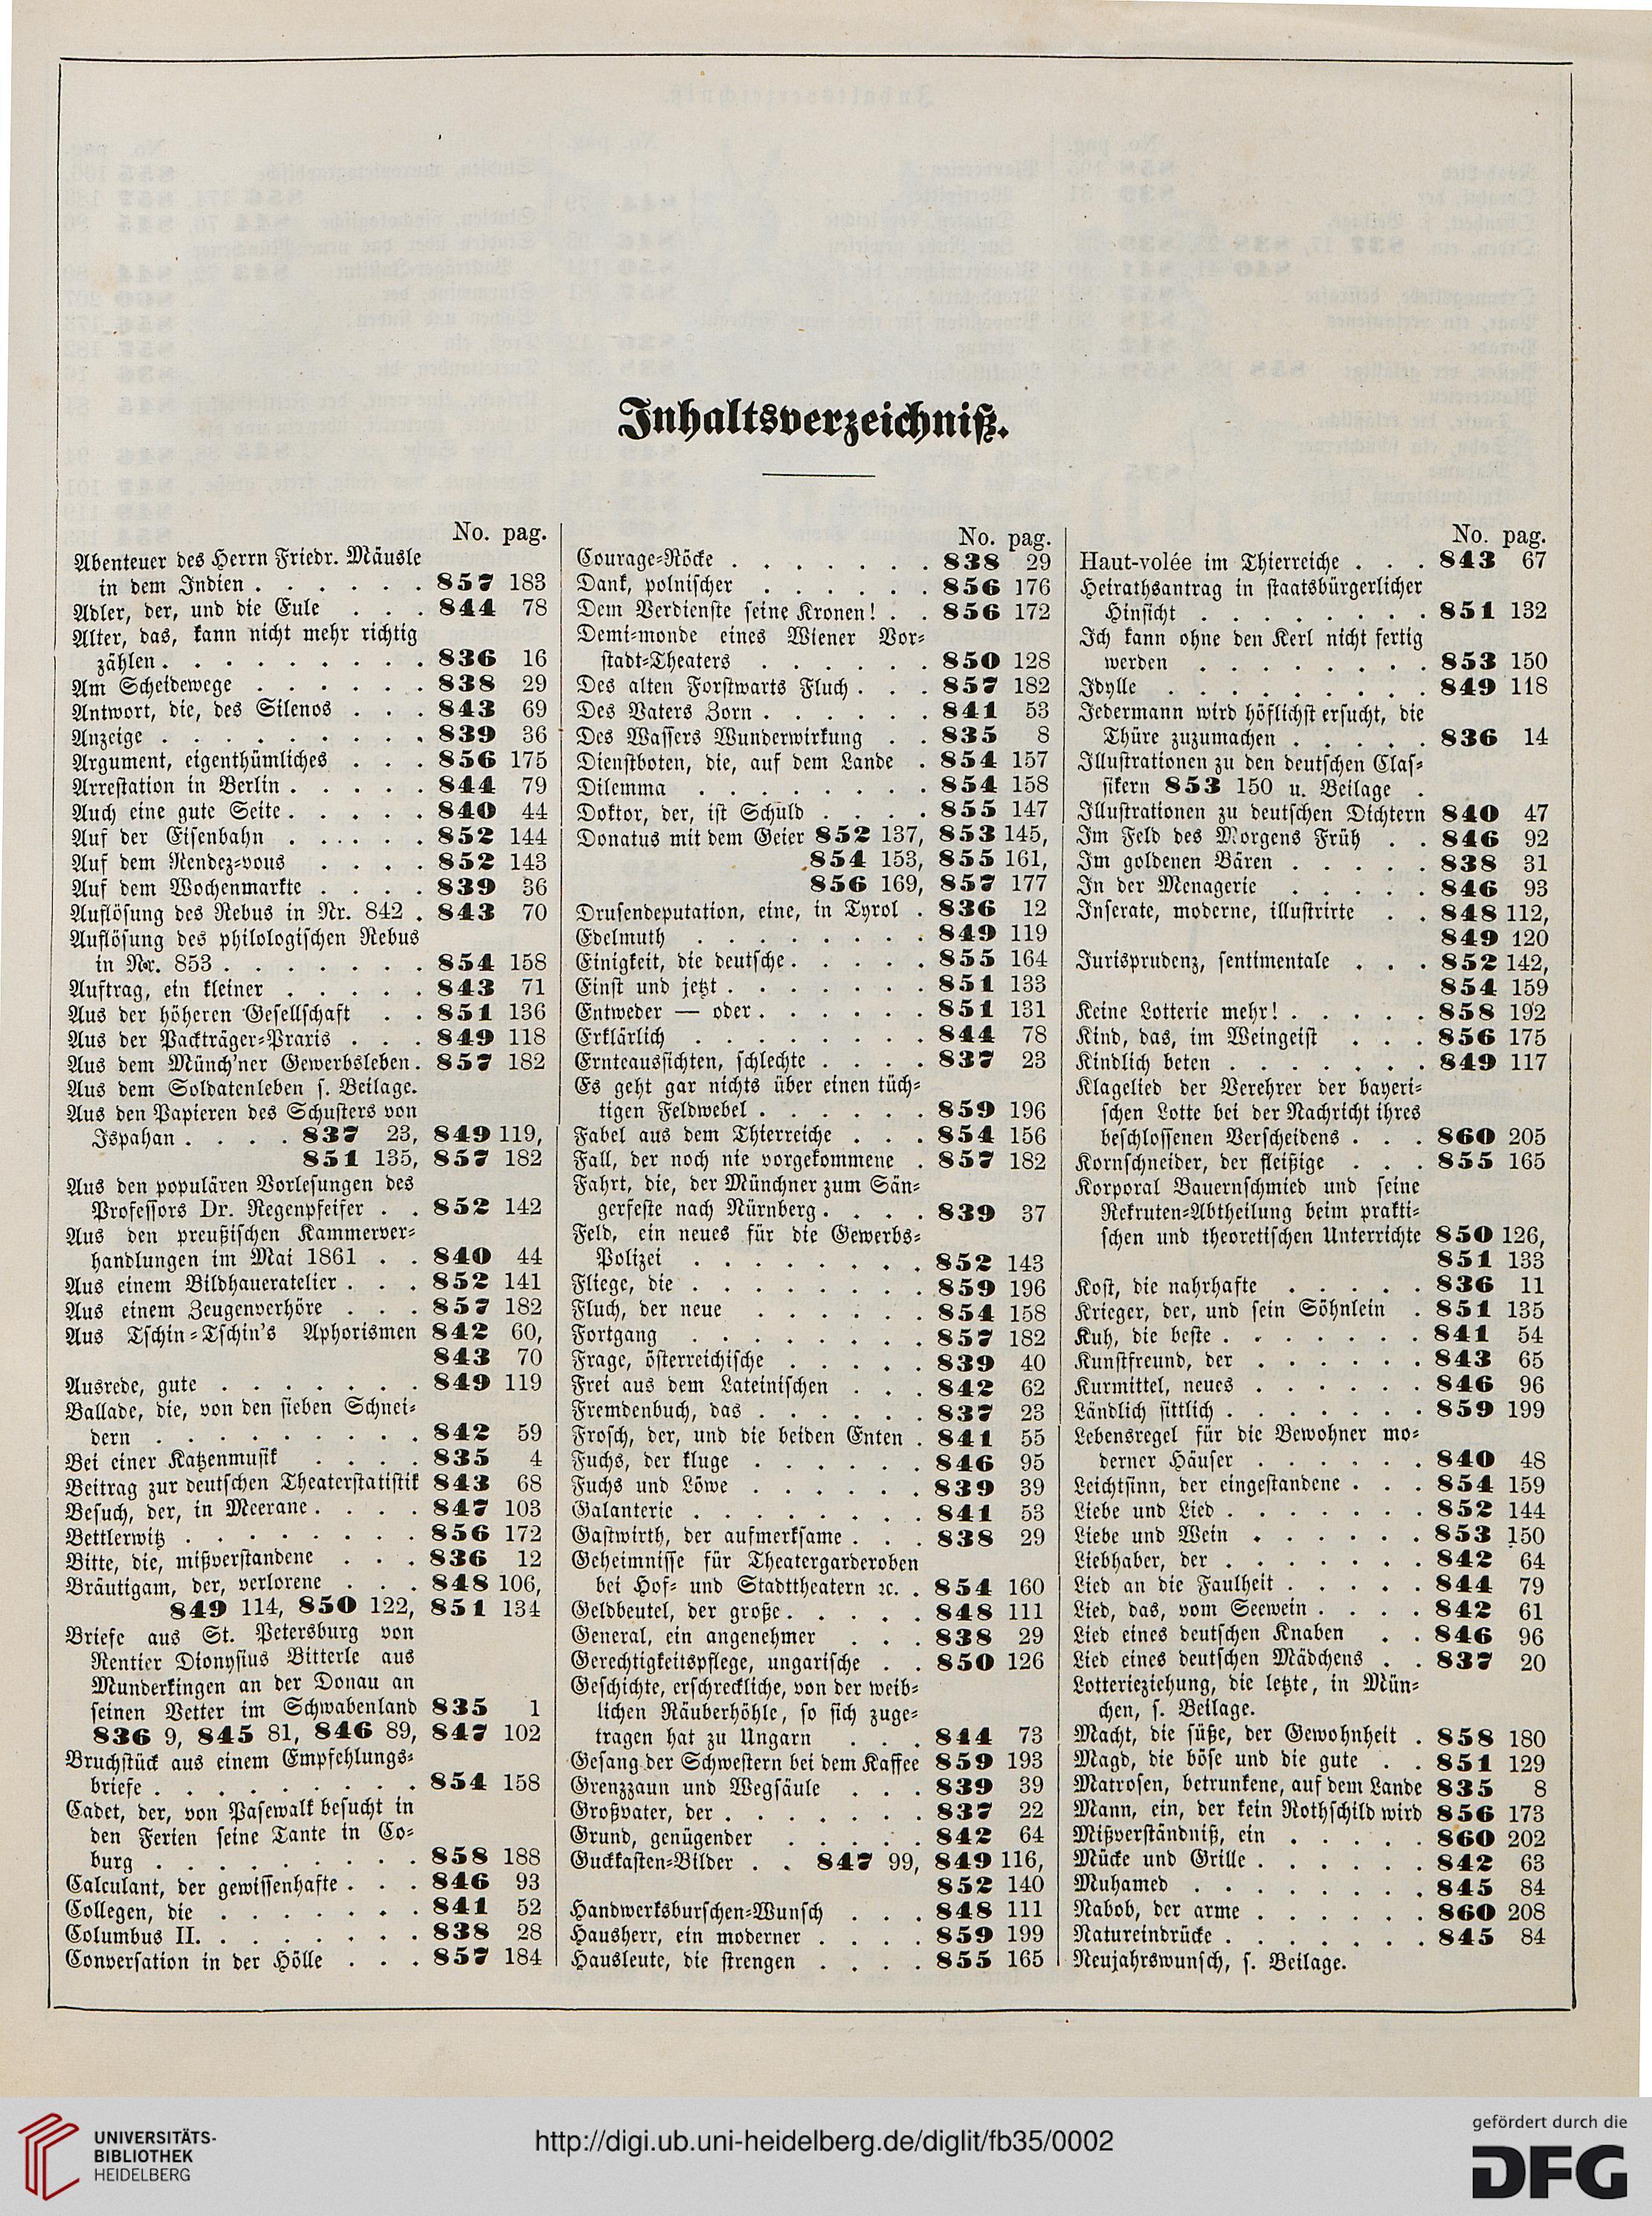 Inhaltsverzeichniß.
No. pag.
Abenteuer des Herrn Friedr. Mäusle
in dem Indien . . . . . . 857 183
Adler, der, und die Eule . . . 844 78
Alter, das, kann nicht mehr richtig
zählen . . . . . . . . . 836 16
Am Scheidewege . . . . . . 838 29
Antwort, die, des Silenos . . . 843 69
Anzeige . . . . . . . . . 839 36
Argument, eigenthümliches . . . 856 175
Arrestation in Berlin . . . . . 844 79
Auch eine gute Seite . . . . . 840 44
Auf der Eisenbahn . . . . . 852 144
Auf dem Rendez-vous . . . . 852 143
Auf dem Wochenmarkte . . . . 839 36
Auflösung des Rebus in Nr. 842 . 843 70
Auflösung des philologischen Rebus
in Nr. 853 . . . . . . . 854 158
Auftrag, ein kleiner . . . . . 843 71
Aus der höheren Gesellschaft . . 851 136
Aus der Packträger-Praxis . . . 849 118
Aus dem Münch'ner Gewerbsleben . 857 182
Aus dem Soldatenleben s. Beilage.
Aus den Papieren des Schusters von
Ispahan . . . . 837 23, 849 119,
851 135, 857 182
Aus den populären Vorlesungen des
Professors Dr. Regenpfeifer . . 852 142
Aus den preußischen Kammerver-
handlungen im Mai 1861 . . 840 44
Aus einem Bildhaueratelier . . . 852 141
Aus einem Zeugenverhöre . . . 857 182
Aus Tschin-Tschin's Aphorismen 842 60,
843 70
Ausrede, gute . . . . . . . 849 119
Ballade, die, von den sieben Schnei-
dern . . . . . . . . . 842 59
Bei einer Katzenmusik . . . . 835 4
Beitrag zur deutschen Theaterstatistik 843 68
Besuch, der, in Meerane . . . . 847 103
Bettlerwitz . . . . . . . . 856 172
Bitte, die, mißverstandene . . . 836 12
Bräutigam, der, verlorene . . . 848 106,
849 114, 850 122, 851 134
Briefe aus St. Petersburg von
Rentier Dionysius Bitterle aus
Munderkingen an der Donau an
seinen Vetter im Schwabenland 835 1
836 9, 845 81, 846 89, 847 102
Bruchstück aus einem Empfehlungs-
briefe . . . . . . . . . 854 158
Cadet, der, von Pasewalk besucht in
den Ferien seine Tante in Co-
burg . . . . . . . . . 858 188
Calculant, der gewissenhafte . . . 846 93
Collegen, die . . . . . . . 841 52
Columbus II. . . . . . . . 838 28
Conversation in der Hölle . . . 857 184
No. pag.
Courage-Röcke . . . . . . . 838 29
Dank, polnischer . . . . . . 856 176
Dem Verdienste seine Kronen! . . 856 172
Demi-monde eines Wiener Vor-
stadt-Theaters . . . . . . 850 128
Des alten Forstwarts Fluch . . . 857 182
Des Vaters Zorn . . . . . . 841 53
Des Wassers Wunderwirkung . . 835 8
Dienstboten, die, auf dem Lande . 854 157
Dilemma . . . . . . . . 854 158
Doktor, der, ist Schuld . . . . 855 147
Donatus mit dem Geier 852 137, 853 145,
854 153, 855 161,
856 169, 857 177
Drusendeputation, eine, in Tyrol . 836 12
Edelmuth . . . . . . . . 849 119
Einigkeit, die deutsche . . . . . 855 164
Einst und jetzt . . . . . . . 851 133
Entweder — oder . . . . . . 851 131
Erklärlich . . . . . . . . 844 78
Ernteaussichten, schlechte . . . . 837 23
Es geht gar nichts über einen tüch-
tigen Feldwebel . . . . . . 859 196
Fabel aus dem Thierreiche . . . 854 156
Fall, der noch nie vorgekommene . 857 182
Fahrt, die, der Münchner zum Sän-
gerfeste nach Nürnberg . . . . 839 37
Feld, ein neues für die Gewerbs-
Polizei . . . . . . . . 852 143
Fliege, die . . . . . . . . 859 196
Fluch, der neue . . . . . . 854 158
Fortgang . . . . . . . . 857 182
Frage, österreichische . . . . . 839 40
Frei aus dem Lateinischen . . . 842 62
Fremdenbuch, das . . . . . . 837 23
Frosch, der, und die beiden Enten . 841 55
Fuchs, der kluge . . . . . . 846 95
Fuchs und Löwe . . . . . . 839 39
Galanterie . . . . . . . . 841 53
Gastwirth, der aufmerksame . . . 838 29
Geheimnisse für Theatergarderoben
bei Hof- und Stadttheatern ꝛc. . 854 160
Geldbeutel, der große . . . . . 848 111
General, ein angenehmer . . . 838 29
Gerechtigkeitspflege, ungarische . . 850 126
Geschichte, erschreckliche, von der weib-
lichen Räuberhöhle, so sich zuge-
tragen hat zu Ungarn . . . 844 73
Gesang der Schwestern bei dem Kaffee 859 193
Grenzzaun und Wegsäule . . . 839 39
Großvater, der . . . . . . . 837 22
Grund, genügender . . . . . 842 64
Guckkasten-Bilder . . 847 99, 849 116,
852 140
Handwerksburschen-Wunsch . . . 848 111
Hausherr, ein moderner . . . . 859 199
Hausleute, die strengen . . . . 855 165
No. pag.
Haut-volée im Thierreiche . . . 843 67
Heirathsantrag in staatsbürgerlicher
Hinsicht . . . . . . . . 851 132
Ich kann ohne den Kerl nicht fertig
werden . . . . . . . . 853 150
Idylle . . . . . . . . . 849 118
Jedermann wird höflichst ersucht, die
Thüre zuzumachen . . . . . 836 14
Illustrationen zu den deutschen Clas-
sikern 853 150 u. Beilage .
Illustrationen zu deutschen Dichtern 840 47
Im Feld des Morgens Früh . . 846 92
Im goldenen Bären . . . . . 838 31
In der Menagerie . . . . . 846 93
Inserate, moderne, illustrirte . . 848 112,
849 120
Jurisprudenz, sentimentale . . . 852 142,
854 159
Keine Lotterie mehr! . . . . . 858 192
Kind, das, im Weingeist . . . 856 175
Kindlich beten . . . . . . . 849 117
Klagelied der Verehrer der bayeri-
schen Lotte bei der Nachricht ihres
beschlossenen Verscheidens . . . 860 205
Kornschneider, der fleißige . . . 855 165
Korporal Bauernschmied und seine
Rekruten-Abtheilung beim prakti-
schen und theoretischen Unterrichte 850 126,
851 133
Kost, die nahrhafte . . . . . 836 11
Krieger, der, und sein Söhnlein . 851 135
Kuh, die beste . . . . . . . 841 54
Kunstfreund, der . . . . . . 843 65
Kurmittel, neues . . . . . . 846 96
Ländlich sittlich . . . . . . . 859 199
Lebensregel für die Bewohner mo-
derner Häuser . . . . . . 840 48
Leichtsinn, der eingestandene . . . 854 159
Liebe und Lied . . . . . . . 852 144
Liebe und Wein . . . . . . 853 150
Liebhaber, der . . . . . . . 842 64
Lied an die Faulheit . . . . . 844 79
Lied, das, vom Seewein . . . . 842 61
Lied eines deutschen Knaben . . 846 96
Lied eines deutschen Mädchens . . 837 20
Lotterieziehung, die letzte, in Mün-
chen, s. Beilage.
Macht, die süße, der Gewohnheit . 858 180
Magd, die böse und die gute . . 851 129
Matrosen, betrunkene, auf dem Lande 835 8
Mann, ein, der kein Rothschild wird 856 173
Mißverständniß, ein . . . . . 860 202
Mücke und Grille . . . . . . 842 63
Muhamed . . . . . . . . 845 84
Nabob, der arme . . . . . . 860 208
Natureindrücke . . . . . . . 845 84
Neujahrswunsch, s. Beilage.
UNIVERSITÄTS-
BIBLIOTHEK
HEIDELBERG
http://digi.ub.uni-heidelberg.de/diglit/fb35/0002
gefördert durch die
DFG